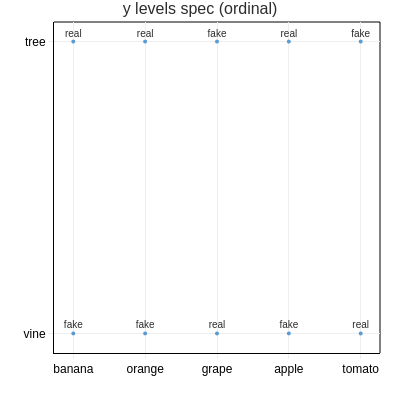 y levels spec (ordinal)
real real fake real fake
tree
fake fake real fake real
vine
banana orange grape apple tomato